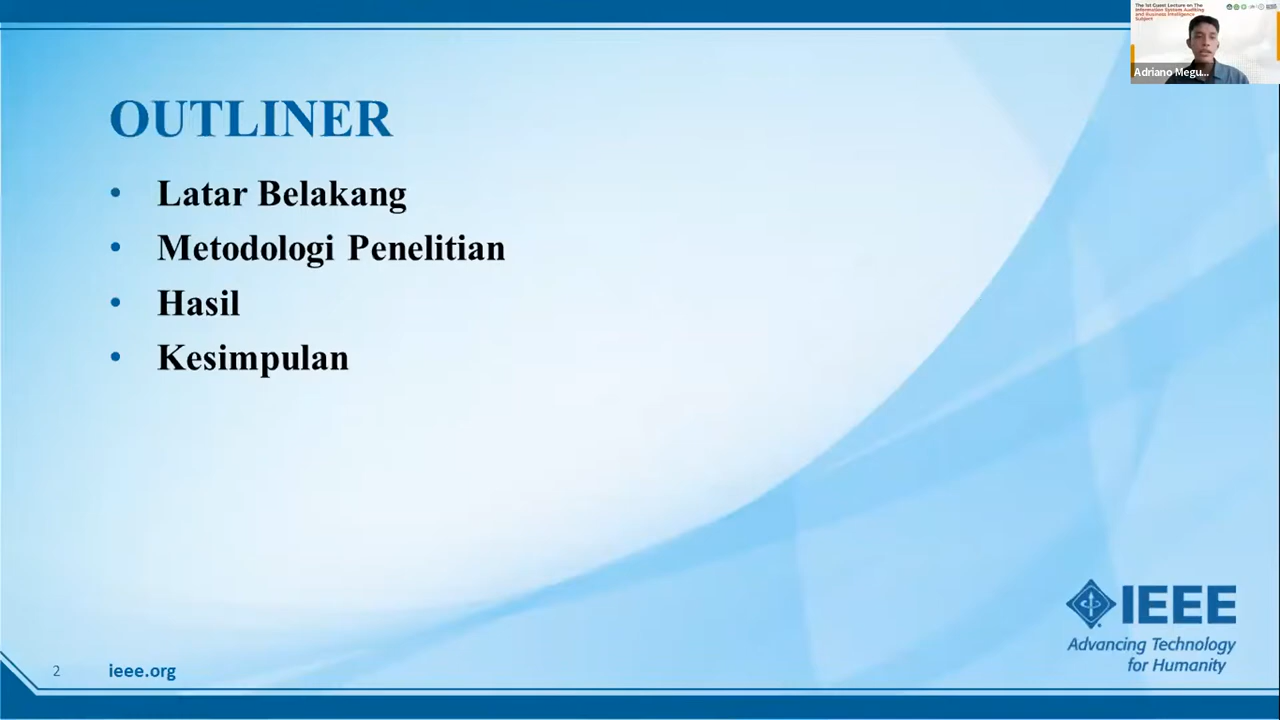 The 1st Guest Lecture on The
Information System Auditing
and Business Intelligence
Subject
Adriano Megu...
OUTLINER
• Latar Belakang
• Metodologi Penelitian
• Hasil
• Kesimpulan
IEEE
Advancing Technology
for Humanity
2 ieee.org